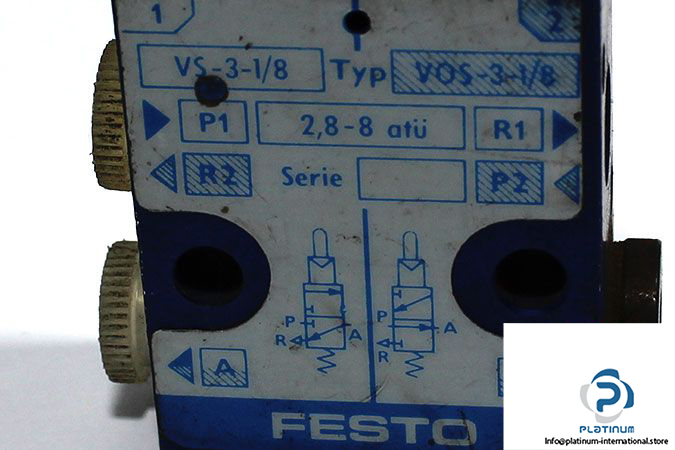 1 2
VS-3-1/8 Typ VOS-3-1/8
P1 2,8-8 atü R1
R2 Serie P2
P A P A
R R
A
FESTO
PLATINUM
Info@platinum-international.store